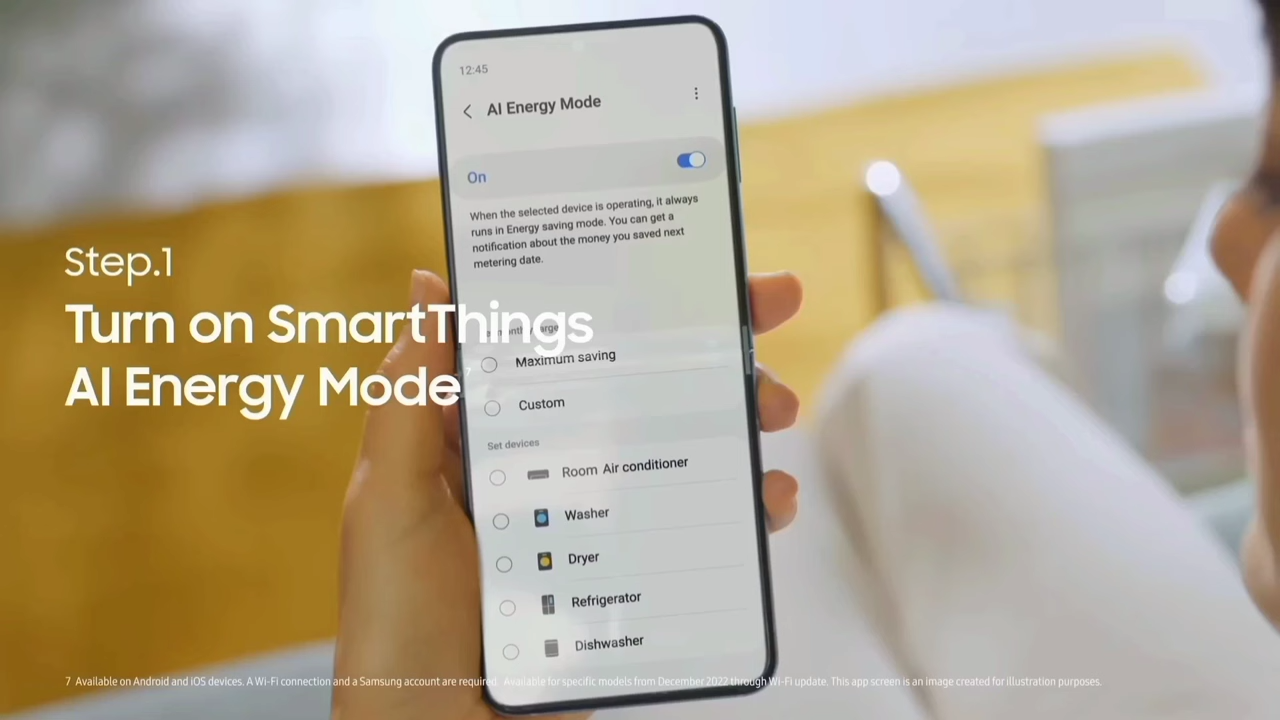 12:45
AI Energy Mode
On
When the selected device is operating, it always
runs in Energy saving mode. You can get a
notification about the money you saved next
metering date.
Step.1
Turn on SmartThings
AI Energy Mode7
Maximum saving
Custom
Set devices
Room Air conditioner
Washer
Dryer
Refrigerator
Dishwasher
7 Available on Android and iOS devices. A Wi-Fi connection and a Samsung account are required. Available for specific models from December 2022 through Wi-Fi update. This app screen is an image created for illustration purposes.